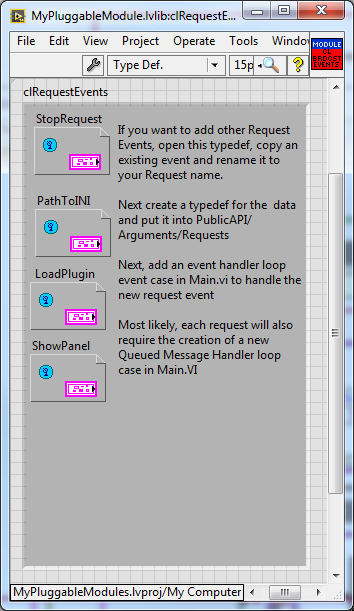 MyPluggableModule.lvlib:clRequestE...
File Edit View Project Operate Tools Windo
Type Def. 15p ?
MODULE
CL
BRDCST
EVENTS
clRequestEvents
StopRequest
If you want to add other Request
Events, open this typedef, copy an
existing event and rename it to
your Request name.
PathToINI
Next create a typedef for the data
and put it into PublicAPI/
Arguments/Requests
LoadPlugin
Next, add an event handler loop
event case in Main.vi to handle the
new request event
ShowPanel
Most likely, each request will also
require the creation of a new
Queued Message Handler loop
case in Main.VI
MyPluggableModules.lvproj/My Computer